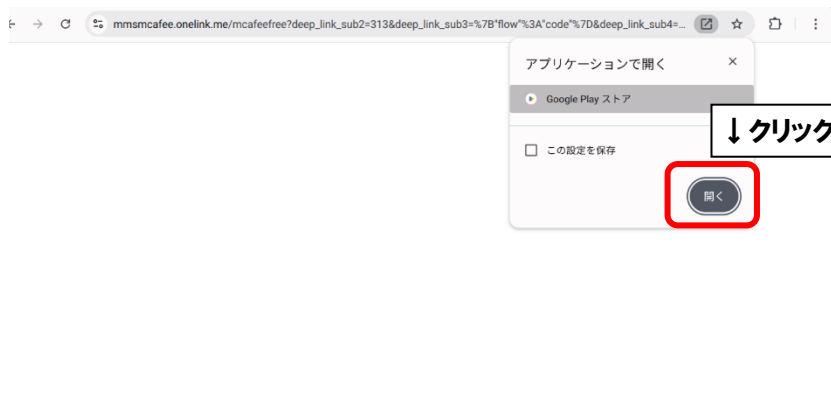 mmsmcafee.onelink.me/mcafeefree?deep_link_sub2=313&deep_link_sub3=%7B"flow"%3A"code"%7D&deep_link_sub4=...
アプリケーションで開く
Google Play ストア
↓クリック
この設定を保存
開く